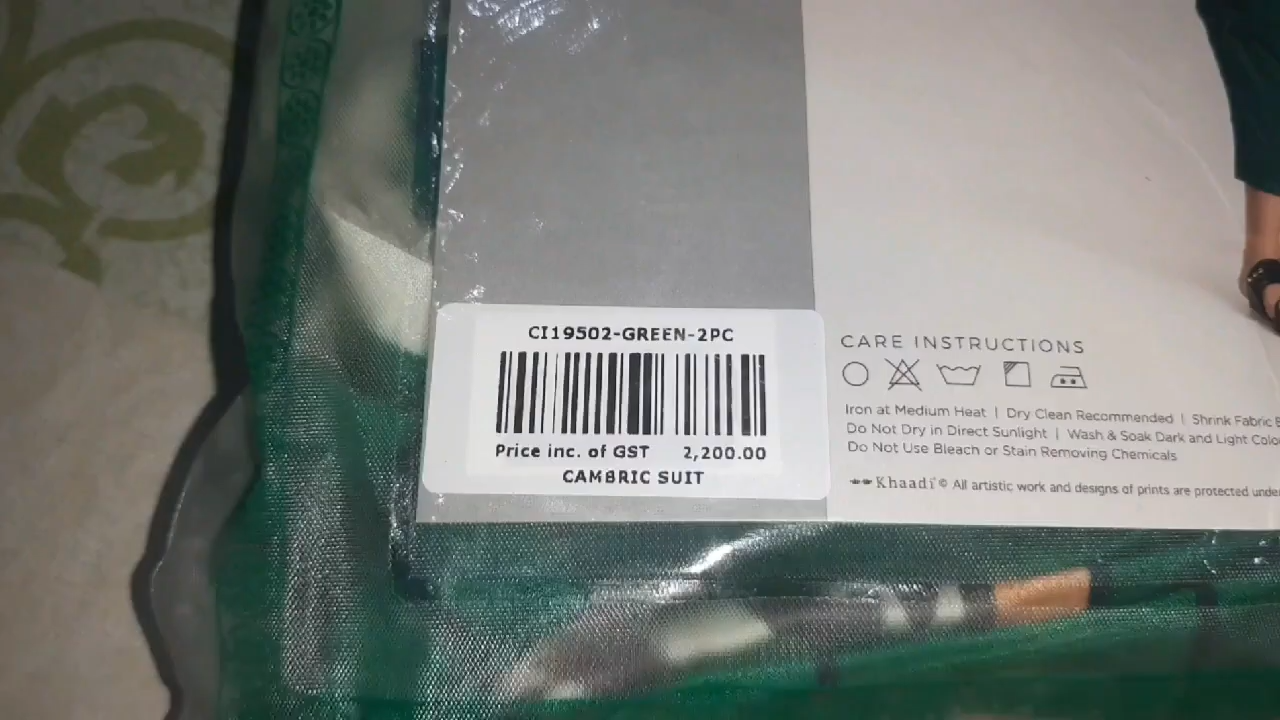 CI19502-GREEN-2PC
Price inc. of GST 2,200.00
CAMBRIC SUIT
CARE INSTRUCTIONS
Iron at Medium Heat | Dry Clean Recommended | Shrink Fabric
Do Not Dry in Direct Sunlight | Wash & Soak Dark and Light
Do Not Use Bleach or Stain Removing Chemicals
Khaadi © All artistic work and designs of prints are protected